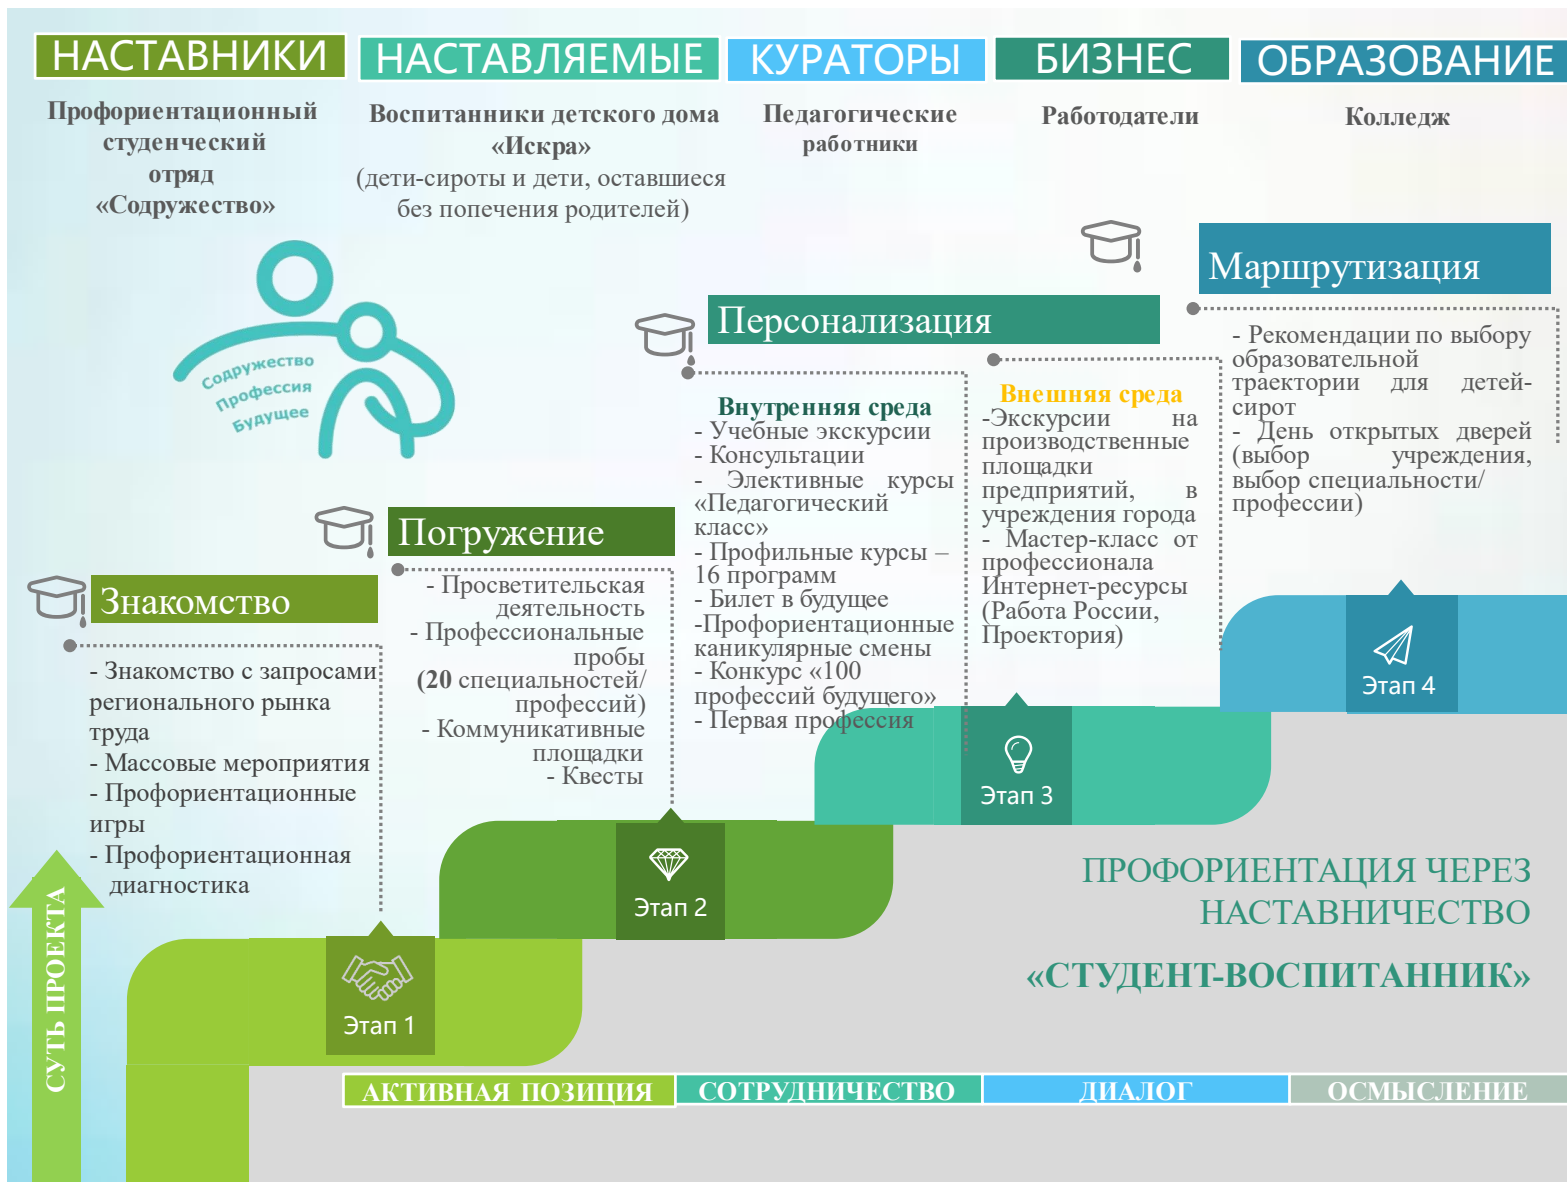 НАСТАВНИКИ
НАСТАВЛЯЕМЫЕ
КУРАТОРЫ
БИЗНЕС
ОБРАЗОВАНИЕ
Профориентационный
студенческий
отряд
«Содружество»
Воспитанники детского дома
«Искра»
(дети-сироты и дети, оставшиеся
без попечения родителей)
Педагогические
работники
Работодатели
Колледж
Содружество
Профессия
Будущее
Знакомство
- Знакомство с запросами
регионального рынка
труда
- Массовые мероприятия
- Профориентационные
игры
- Профориентационная
диагностика
Погружение
- Просветительская
деятельность
- Профессиональные
пробы
(20 специальностей/
профессий)
- Коммуникативные
площадки
- Квесты
Персонализация
Внутренняя среда
- Учебные экскурсии
- Консультации
- Элективные курсы
«Педагогический
класс»
- Профильные курсы –
16 программ
- Билет в будущее
-Профориентационные
каникулярные смены
- Конкурс «100
профессий будущего»
- Первая профессия
Внешняя среда
-Экскурсии на
производственные
площадки
предприятий, в
учреждения города
- Мастер-класс от
профессионала
Интернет-ресурсы
(Работа России,
Проектория)
Маршрутизация
- Рекомендации по выбору
образовательной
траектории для детей-
сирот
- День открытых дверей
(выбор учреждения,
выбор специальности/
профессии)
Этап 1
Этап 2
Этап 3
Этап 4
СУТЬ ПРОЕКТА
ПРОФОРИЕНТАЦИЯ ЧЕРЕЗ
НАСТАВНИЧЕСТВО
«СТУДЕНТ-ВОСПИТАННИК»
АКТИВНАЯ ПОЗИЦИЯ
СОТРУДНИЧЕСТВО
ДИАЛОГ
ОСМЫСЛЕНИЕ